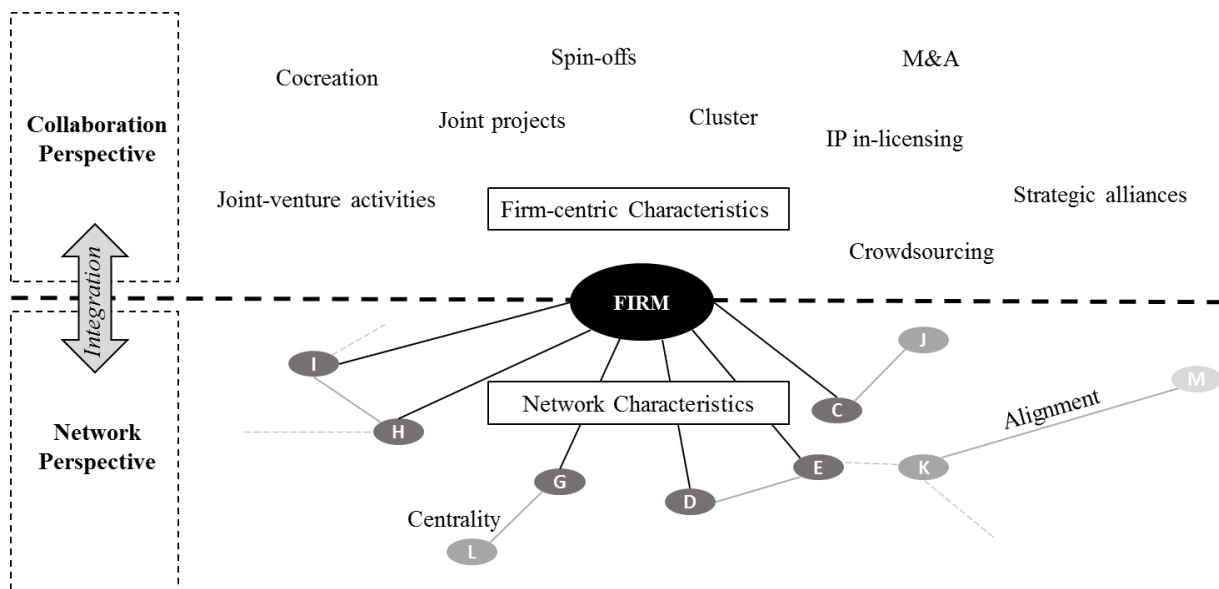 Spin-offs
M&A
Cocreation
Joint projects
Cluster
Collaboration
Perspective
IP in-licensing
Joint-venture activities
Firm-centric Characteristics
Strategic alliances
Crowdsourcing
Integration
FIRM
I
J
Network Characteristics
M
C
Alignment
H
Network
Perspective
E
K
G
D
Centrality
L